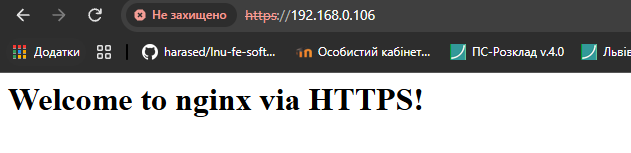 Не захищено https://192.168.0.106
Додатки harased/lnu-fe-soft... Особистий кабінет... ПС-Розклад v.4.0 Львів
Welcome to nginx via HTTPS!